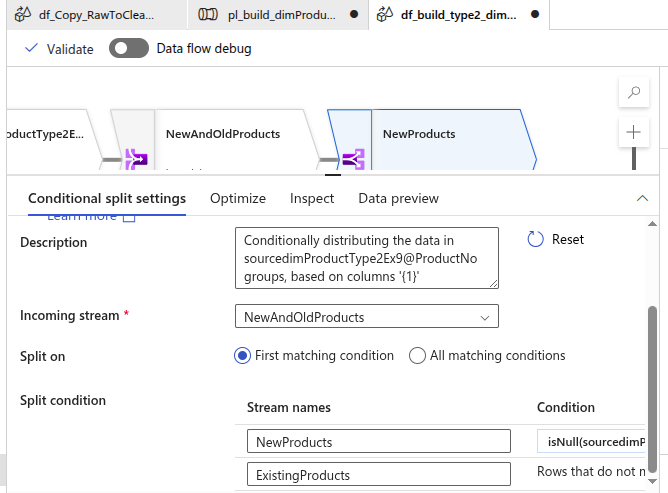 df_Copy_RawToClea...
pl_build_dimProdu...
df_build_type2_dim...
Validate
Data flow debug
oductType2E...
NewAndOldProducts
NewProducts
Conditional split settings
Optimize
Inspect
Data preview
Learn more
Description
Conditionally distributing the data in
sourcedimProductType2Ex9@ProductNo
groups, based on columns '{1}'
Reset
Incoming stream *
NewAndOldProducts
Split on
First matching condition
All matching conditions
Split condition
Stream names
Condition
NewProducts
isNull(sourcedimP
ExistingProducts
Rows that do not m